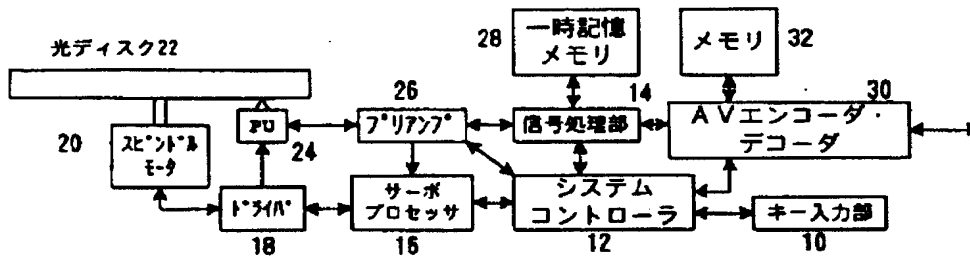 光ディスク22
28
一時記憶
メモリ
メモリ
32
26
14
30
20
スピンドル
モータ
PU
24
プリアンプ
信号処理部
AVエンコーダ・
デコーダ
ドライバ
18
サーボ
プロセッサ
16
システム
コントローラ
12
キー入力部
10